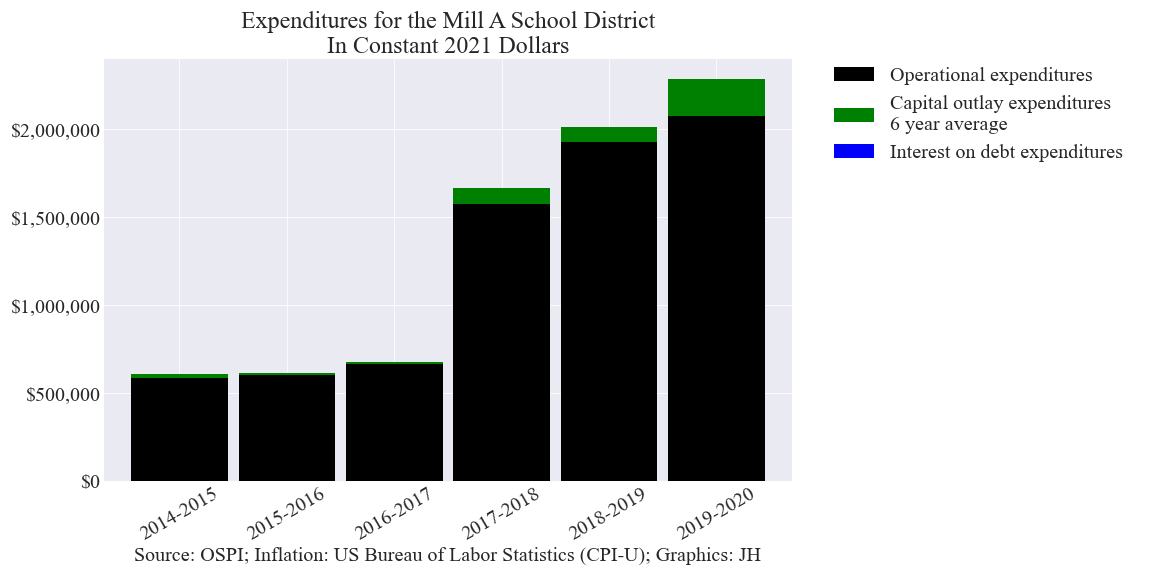 Expenditures for the Mill A School District
In Constant 2021 Dollars
Operational expenditures
Capital outlay expenditures
6 year average
Interest on debt expenditures
$2,000,000
$1,500,000
$1,000,000
$500,000
$0
2014-2015
2015-2016
2016-2017
2017-2018
2018-2019
2019-2020
Source: OSPI; Inflation: US Bureau of Labor Statistics (CPI-U); Graphics: JH